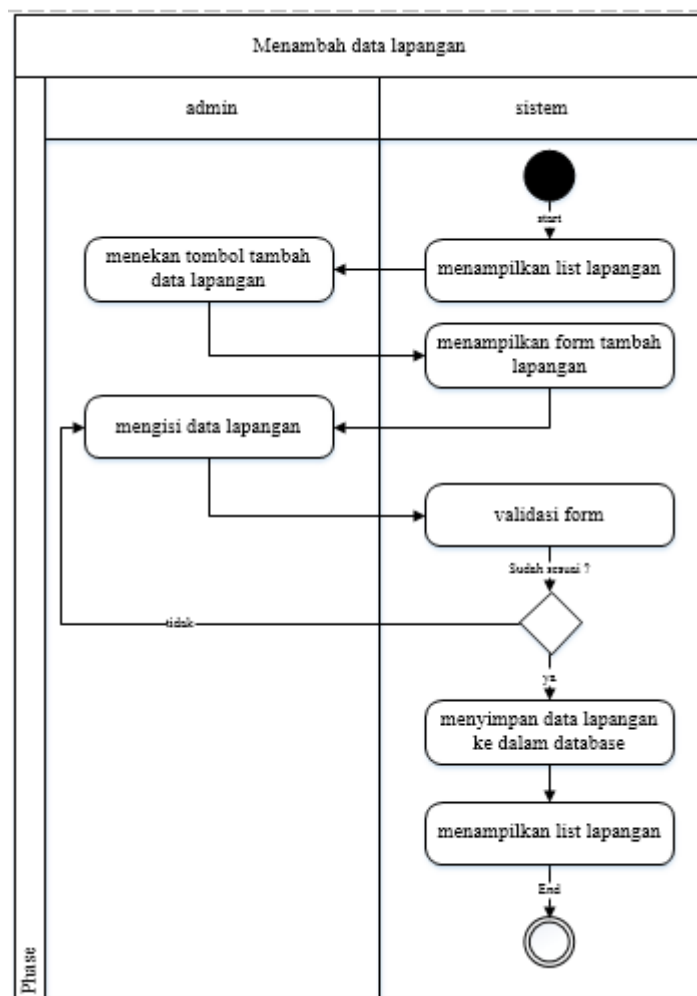 Menambah data lapangan
admin
sistem
start
menekan tombol tambah
data lapangan
menampilkan list lapangan
menampilkan form tambah
lapangan
mengisi data lapangan
validasi form
Sudah sesuai ?
tidak
ya
menyimpan data lapangan
ke dalam database
menampilkan list lapangan
End
Phase